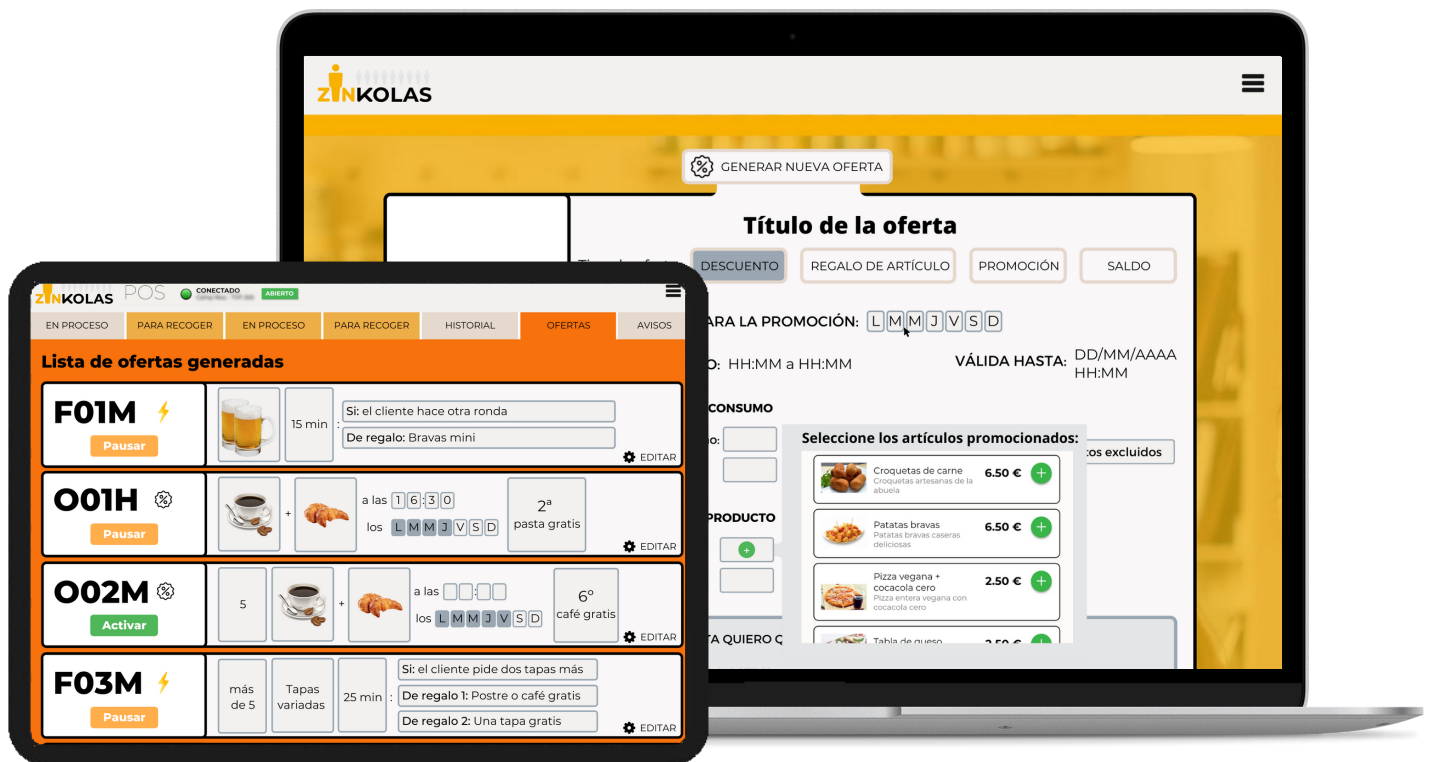 ZINKOLAS
GENERAR NUEVA OFERTA
Título de la oferta
DESCUENTO
REGALO DE ARTÍCULO
PROMOCIÓN
SALDO
PARA LA PROMOCIÓN: L M M J V S D
HH:MM a HH:MM
VÁLIDA HASTA: DD/MM/AAAA
HH:MM
CONSUMO
Seleccione los artículos promocionados:
excluidos
PRODUCTO
Croquetas de carne 6.50 €
Croquetas artesanas de la
abuela
Patatas bravas 6.50 €
Patatas bravas caseras
deliciosas
Pizza vegana + 2.50 €
cocacola cero
Pizza entera vegana con
cocacola cero
Tabla de queso
QUIERO
ZINKOLAS POS
CONECTADO
ABIERTO
EN PROCESO
PARA RECOGER
EN PROCESO
PARA RECOGER
HISTORIAL
OFERTAS
AVISOS
Lista de ofertas generadas
F01M
Pausar
15 min :
Si: el cliente hace otra ronda
De regalo: Bravas mini
EDITAR
O01H
Pausar
+
a las 16:30
los L M M J V S D
2ª
pasta gratis
EDITAR
O02M
Activar
5
+
a las :
los L M M J V S D
6º
café gratis
EDITAR
F03M
Pausar
más
de 5
Tapas
variadas
25 min :
Si: el cliente pide dos tapas más
De regalo 1: Postre o café gratis
De regalo 2: Una tapa gratis
EDITAR